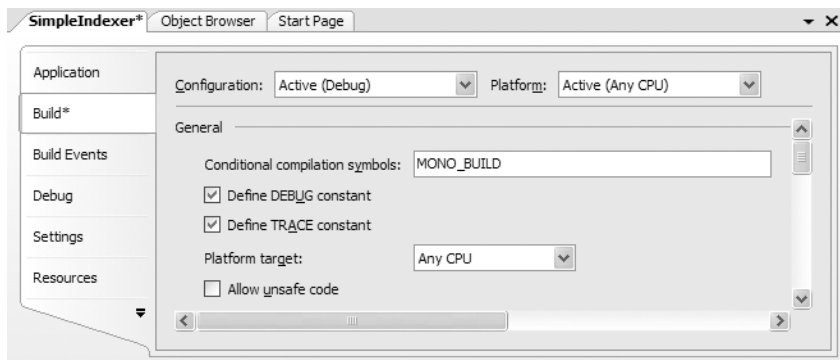 SimpleIndexer* Object Browser Start Page
Application
Build*
Build Events
Debug
Settings
Resources
Configuration: Active (Debug) Platform: Active (Any CPU)
General
Conditional compilation symbols: MONO_BUILD
Define DEBUG constant
Define TRACE constant
Platform target: Any CPU
Allow unsafe code